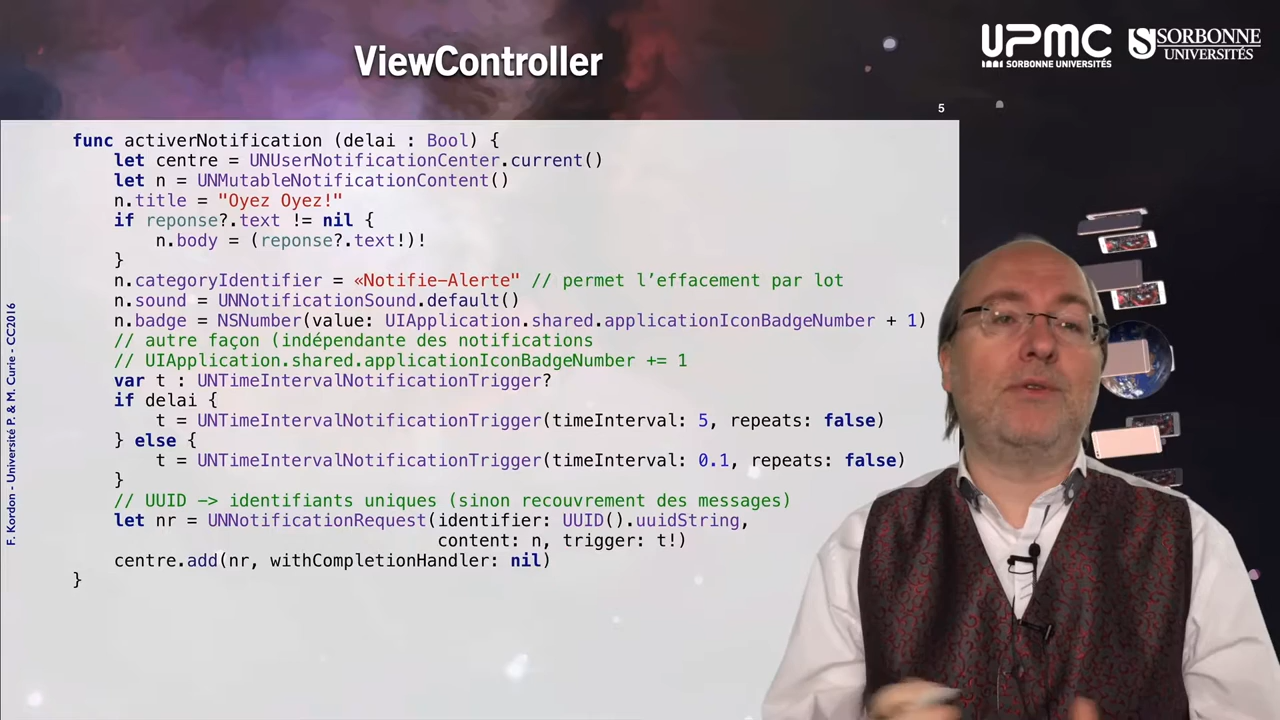 ViewController
UPMC
SORBONNE UNIVERSITÉS
S SORBONNE
UNIVERSITÉS
5
func activerNotification (delai : Bool) {
let centre = UNUserNotificationCenter.current()
let n = UNMutableNotificationContent()
n.title = "Oyez Oyez!"
if reponse?.text != nil {
n.body = (reponse?.text!)!
}
n.categoryIdentifier = «Notifie-Alerte" // permet l’effacement par lot
n.sound = UNNotificationSound.default()
n.badge = NSNumber(value: UIApplication.shared.applicationIconBadgeNumber + 1)
// autre façon (indépendante des notifications
// UIApplication.shared.applicationIconBadgeNumber += 1
var t : UNTimeIntervalNotificationTrigger?
if delai {
t = UNTimeIntervalNotificationTrigger(timeInterval: 5, repeats: false)
} else {
t = UNTimeIntervalNotificationTrigger(timeInterval: 0.1, repeats: false)
}
// UUID —> identifiants uniques (sinon recouvrement des messages)
let nr = UNNotificationRequest(identifier: UUID().uuidString,
content: n, trigger: t!)
centre.add(nr, withCompletionHandler: nil)
}
F. Kordon - Université P. & M. Curie - CC2016